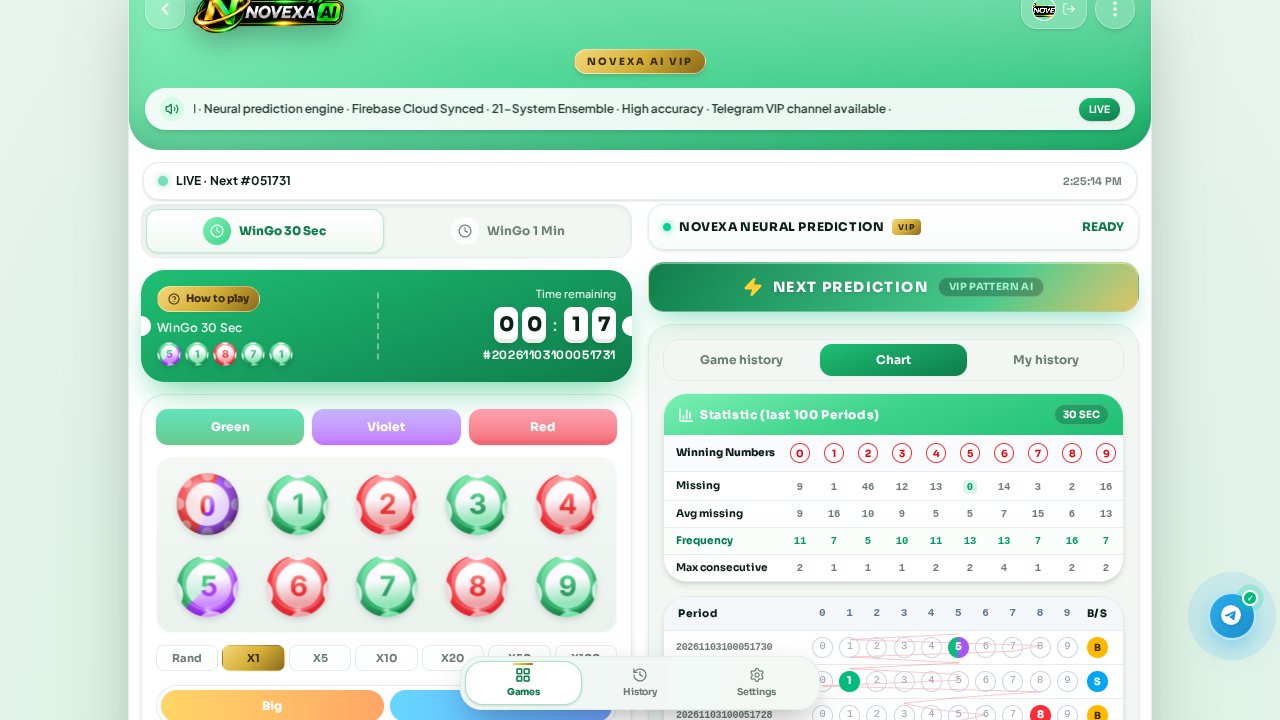 NOVEXA AI
NOVE
NOVEXA AI VIP
· Neural prediction engine · Firebase Cloud Synced · 21-System Ensemble · High accuracy · Telegram VIP channel available ·
LIVE
LIVE · Next #051731
2:25:14 PM
WinGo 30 Sec
WinGo 1 Min
How to play
WinGo 30 Sec
5 1 8 7 1
Time remaining
00:17
#20261103100051731
Green
Violet
Red
0 1 2 3 4
5 6 7 8 9
Rand X1 X5 X10 X20 X50 X100
Big
NOVEXA NEURAL PREDICTION VIP
READY
NEXT PREDICTION VIP PATTERN AI
Game history
Chart
My history
Statistic (last 100 Periods)
30 SEC
Winning Numbers 0 1 2 3 4 5 6 7 8 9
Missing 9 1 46 12 13 0 14 3 2 16
Avg missing 9 16 10 9 5 5 7 15 6 13
Frequency 11 7 5 10 11 13 13 7 16 7
Max consecutive 2 1 1 1 2 2 4 1 2 2
Period 0 1 2 3 4 5 6 7 8 9 B/S
20261103100051730 0 1 2 3 4 5 6 7 8 9 B
0 1 2 3 4 5 6 7 8 9 S
20261103100051728 0 1 2 3 4 5 6 7 8 9 B
Games
History
Settings